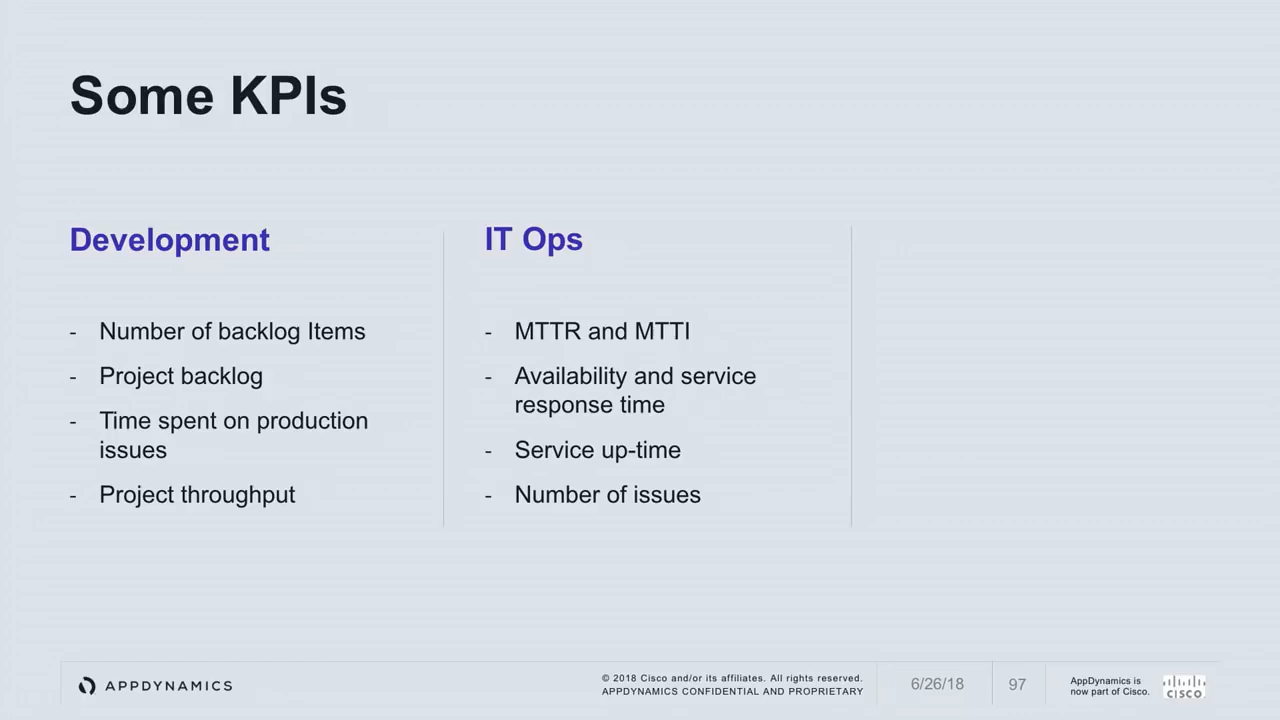 Some KPIs
Development
- Number of backlog Items
- Project backlog
- Time spent on production
issues
- Project throughput
IT Ops
- MTTR and MTTI
- Availability and service
response time
- Service up-time
- Number of issues
APPDYNAMICS
© 2018 Cisco and/or its affiliates. All rights reserved.
APPDYNAMICS CONFIDENTIAL AND PROPRIETARY
6/26/18
97
AppDynamics is
now part of Cisco.
CISCO